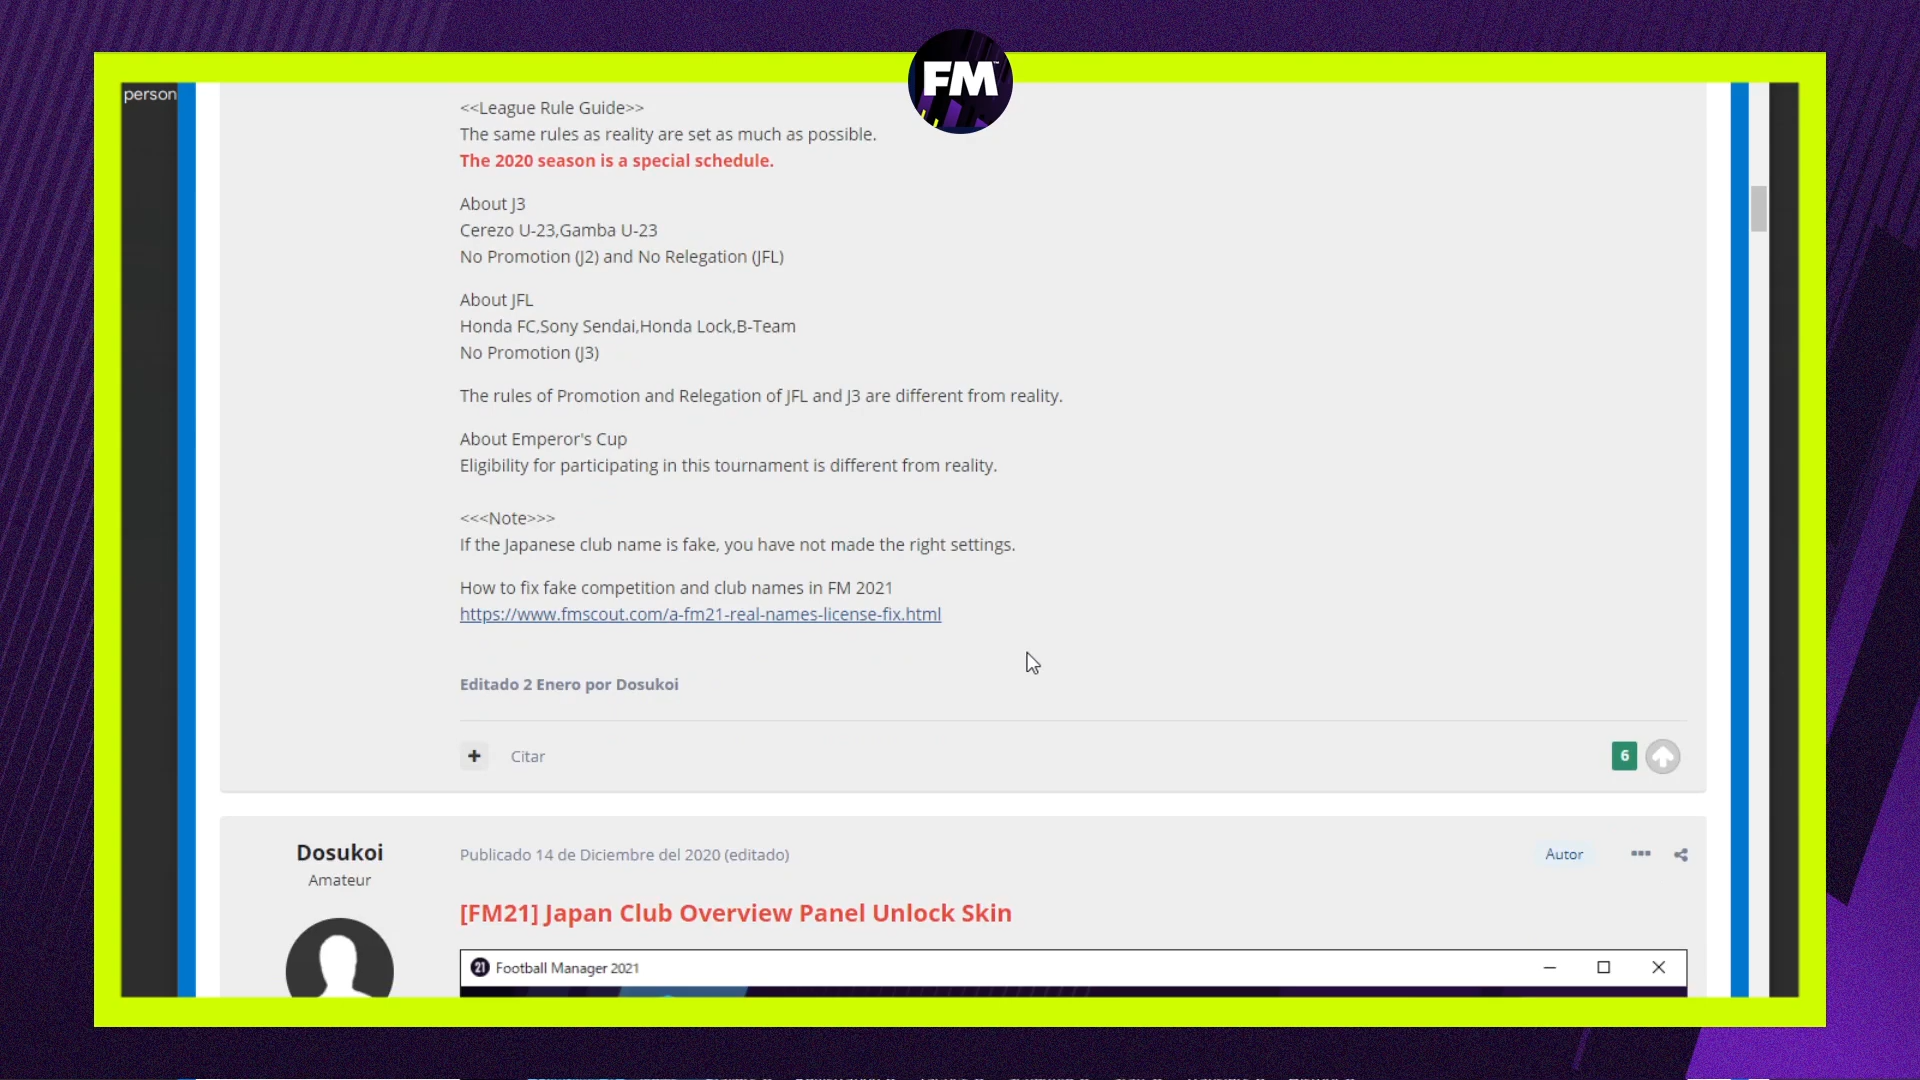 FM
person
<<League Rule Guide>>
The same rules as reality are set as much as possible.
The 2020 season is a special schedule.
About J3
Cerezo U-23,Gamba U-23
No Promotion (J2) and No Relegation (JFL)
About JFL
Honda FC,Sony Sendai,Honda Lock,B-Team
No Promotion (J3)
The rules of Promotion and Relegation of JFL and J3 are different from reality.
About Emperor's Cup
Eligibility for participating in this tournament is different from reality.
<<<Note>>>
If the Japanese club name is fake, you have not made the right settings.
How to fix fake competition and club names in FM 2021
https://www.fmscout.com/a-fm21-real-names-license-fix.html
Editado 2 Enero por Dosukoi
+ Citar 6
Dosukoi
Amateur
Publicado 14 de Diciembre del 2020 (editado) Autor
[FM21] Japan Club Overview Panel Unlock Skin
21 Football Manager 2021